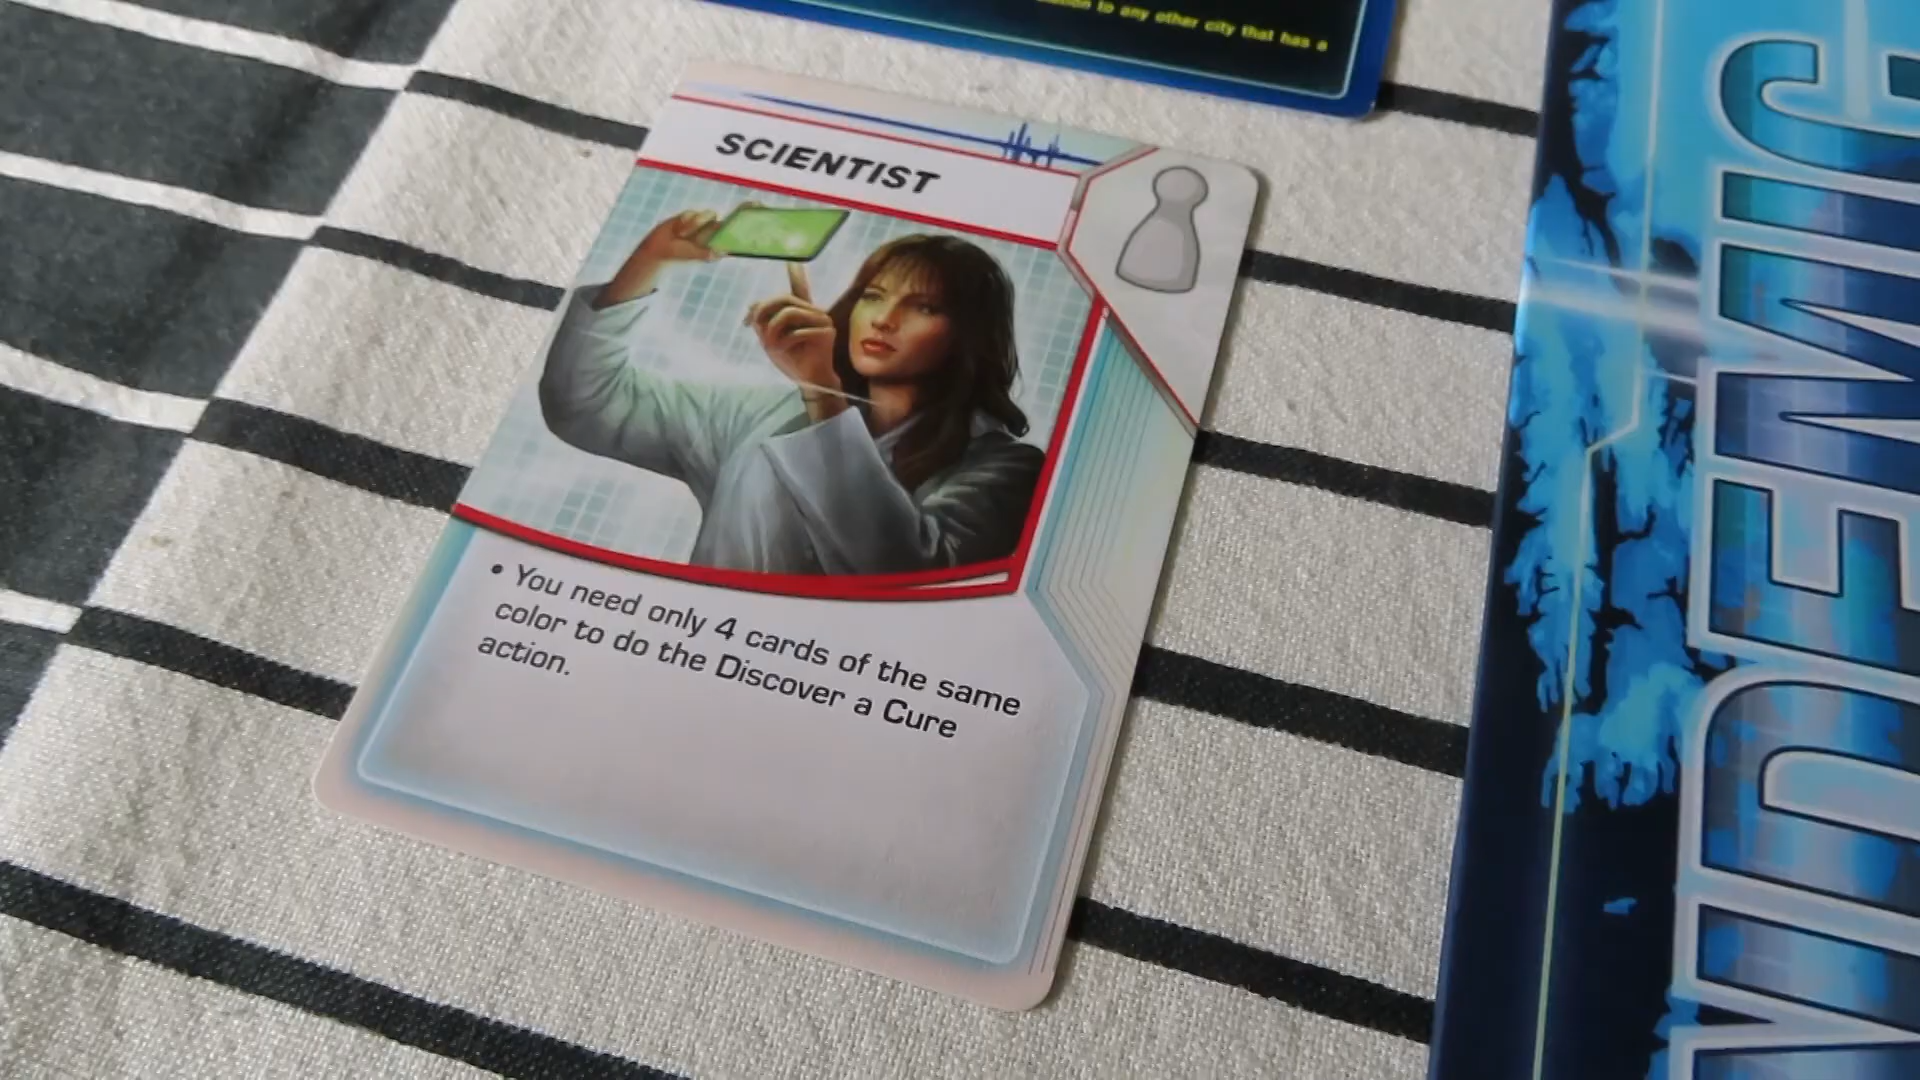 to any other city that has a
SCIENTIST
• You need only 4 cards of the same
color to do the Discover a Cure
action.
NDEMIC